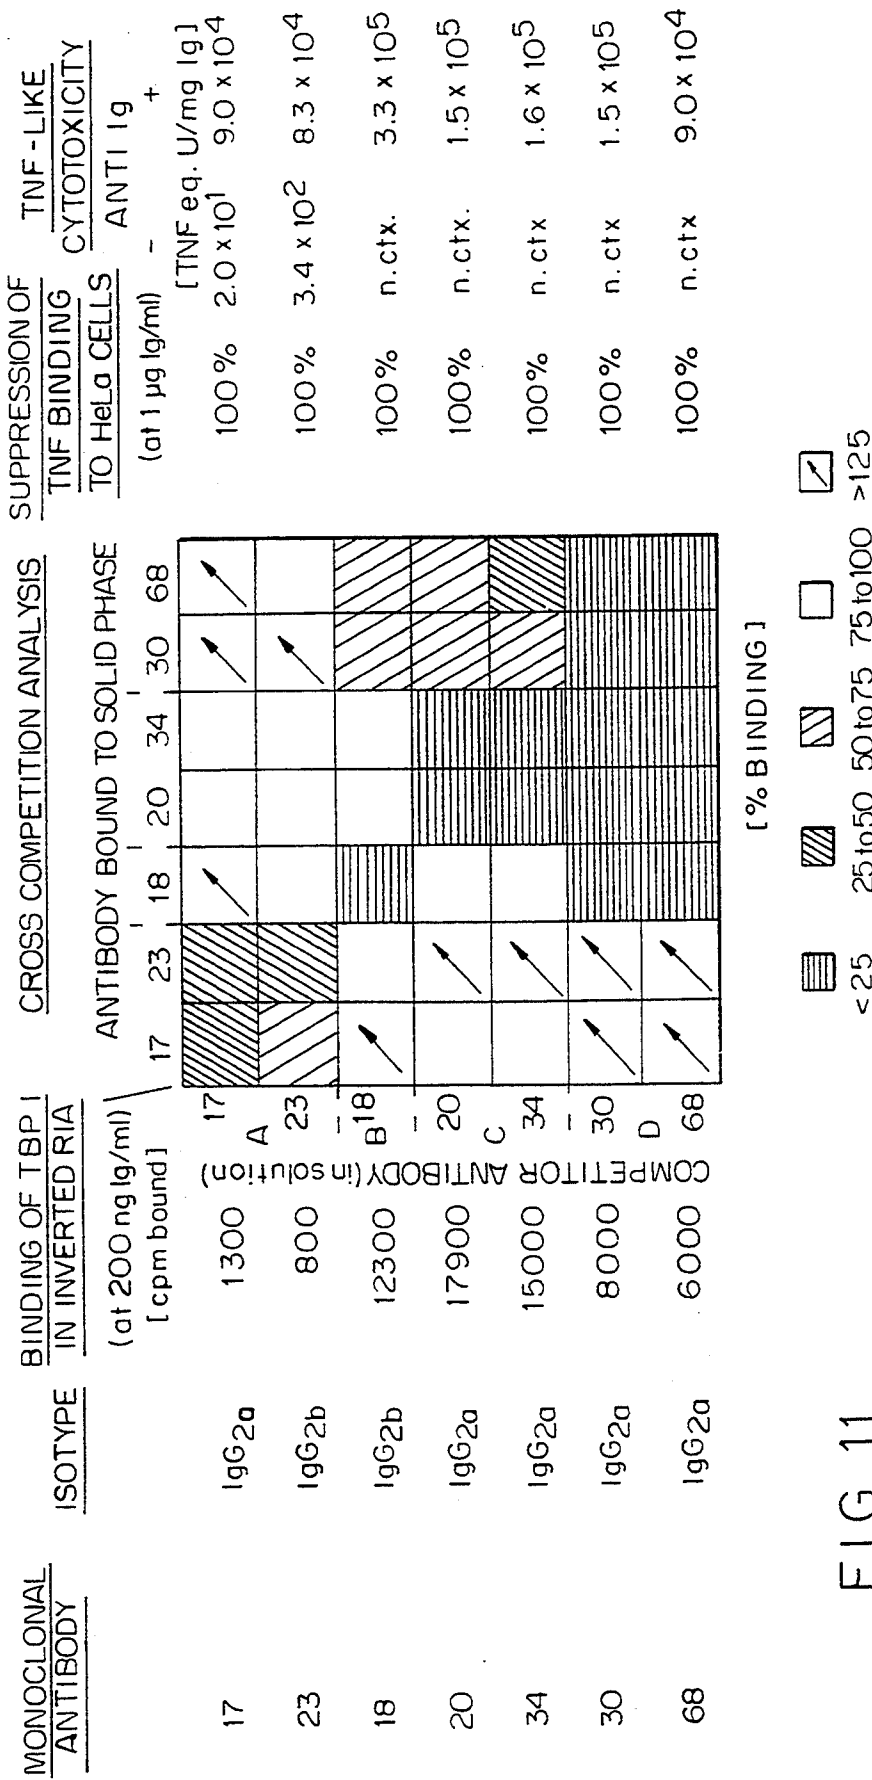 MONOCLONAL
ANTIBODY
ISOTYPE
BINDING OF TBP I
IN INVERTED RIA
(at 200 ng Ig/ml)
[cpm bound]
CROSS COMPETITION ANALYSIS
ANTIBODY BOUND TO SOLID PHASE
17 23 18 20 34 30 68
SUPPRESSION OF
TNF BINDING
TO HeLa CELLS
(at 1 µg Ig/ml)
TNF-LIKE
CYTOTOXICITY
ANTI Ig
- +
[TNF eq. U/mg Ig]
COMPETITOR ANTIBODY (in solution)
A
B
C
D
17 IgG2a 1300 17 100% 2.0 x 10¹ 9.0 x 10⁴
23 IgG2b 800 23 100% 3.4 x 10² 8.3 x 10⁴
18 IgG2b 12300 18 100% n.ctx. 3.3 x 10⁵
20 IgG2a 17900 20 100% n.ctx. 1.5 x 10⁵
34 IgG2a 15000 34 100% n.ctx 1.6 x 10⁵
30 IgG2a 8000 30 100% n.ctx 1.5 x 10⁵
68 IgG2a 6000 68 100% n.ctx 9.0 x 10⁴
[% BINDING]
<25 25 to 50 50 to 75 75 to 100 >125
FIG. 11